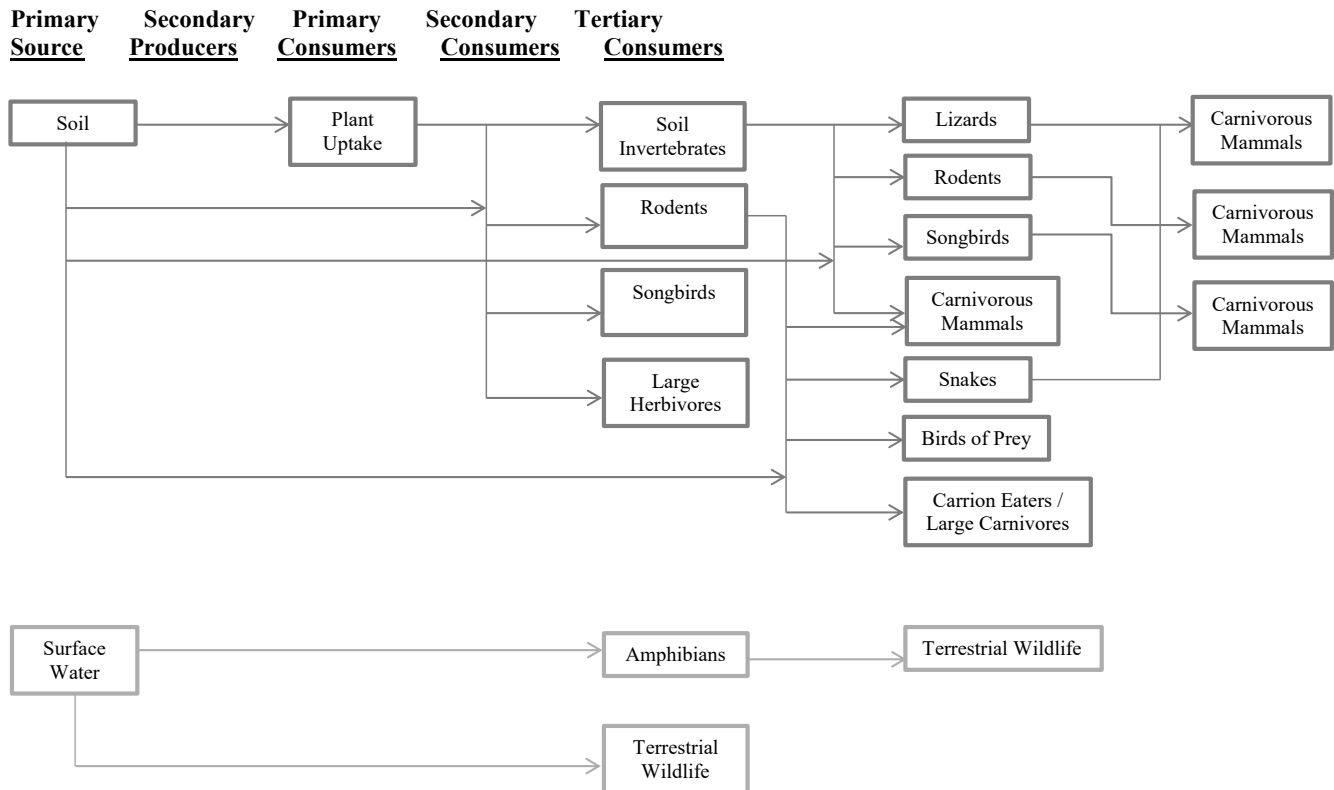 Primary Secondary Primary Secondary Tertiary
Source Producers Consumers Consumers Consumers
Soil
Plant
Uptake
Soil
Invertebrates
Rodents
Songbirds
Large
Herbivores
Lizards
Rodents
Songbirds
Carnivorous
Mammals
Snakes
Birds of Prey
Carrion Eaters /
Large Carnivores
Carnivorous
Mammals
Carnivorous
Mammals
Carnivorous
Mammals
Surface
Water
Amphibians
Terrestrial Wildlife
Terrestrial
Wildlife